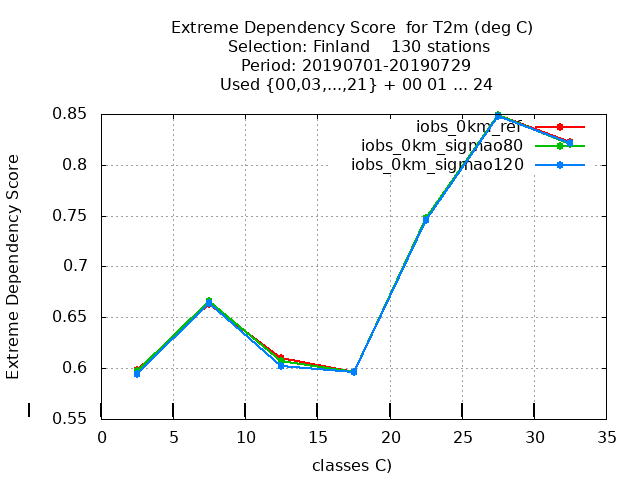 Extreme Dependency Score for T2m (deg C)
Selection: Finland 130 stations
Period: 20190701-20190729
Used {00,03,...,21} + 00 01 ... 24
iobs_0km_ref
iobs_0km_sigmao80
iobs_0km_sigmao120
Extreme Dependency Score
0.85
0.8
0.75
0.7
0.65
0.6
0.55
0 5 10 15 20 25 30 35
classes C)